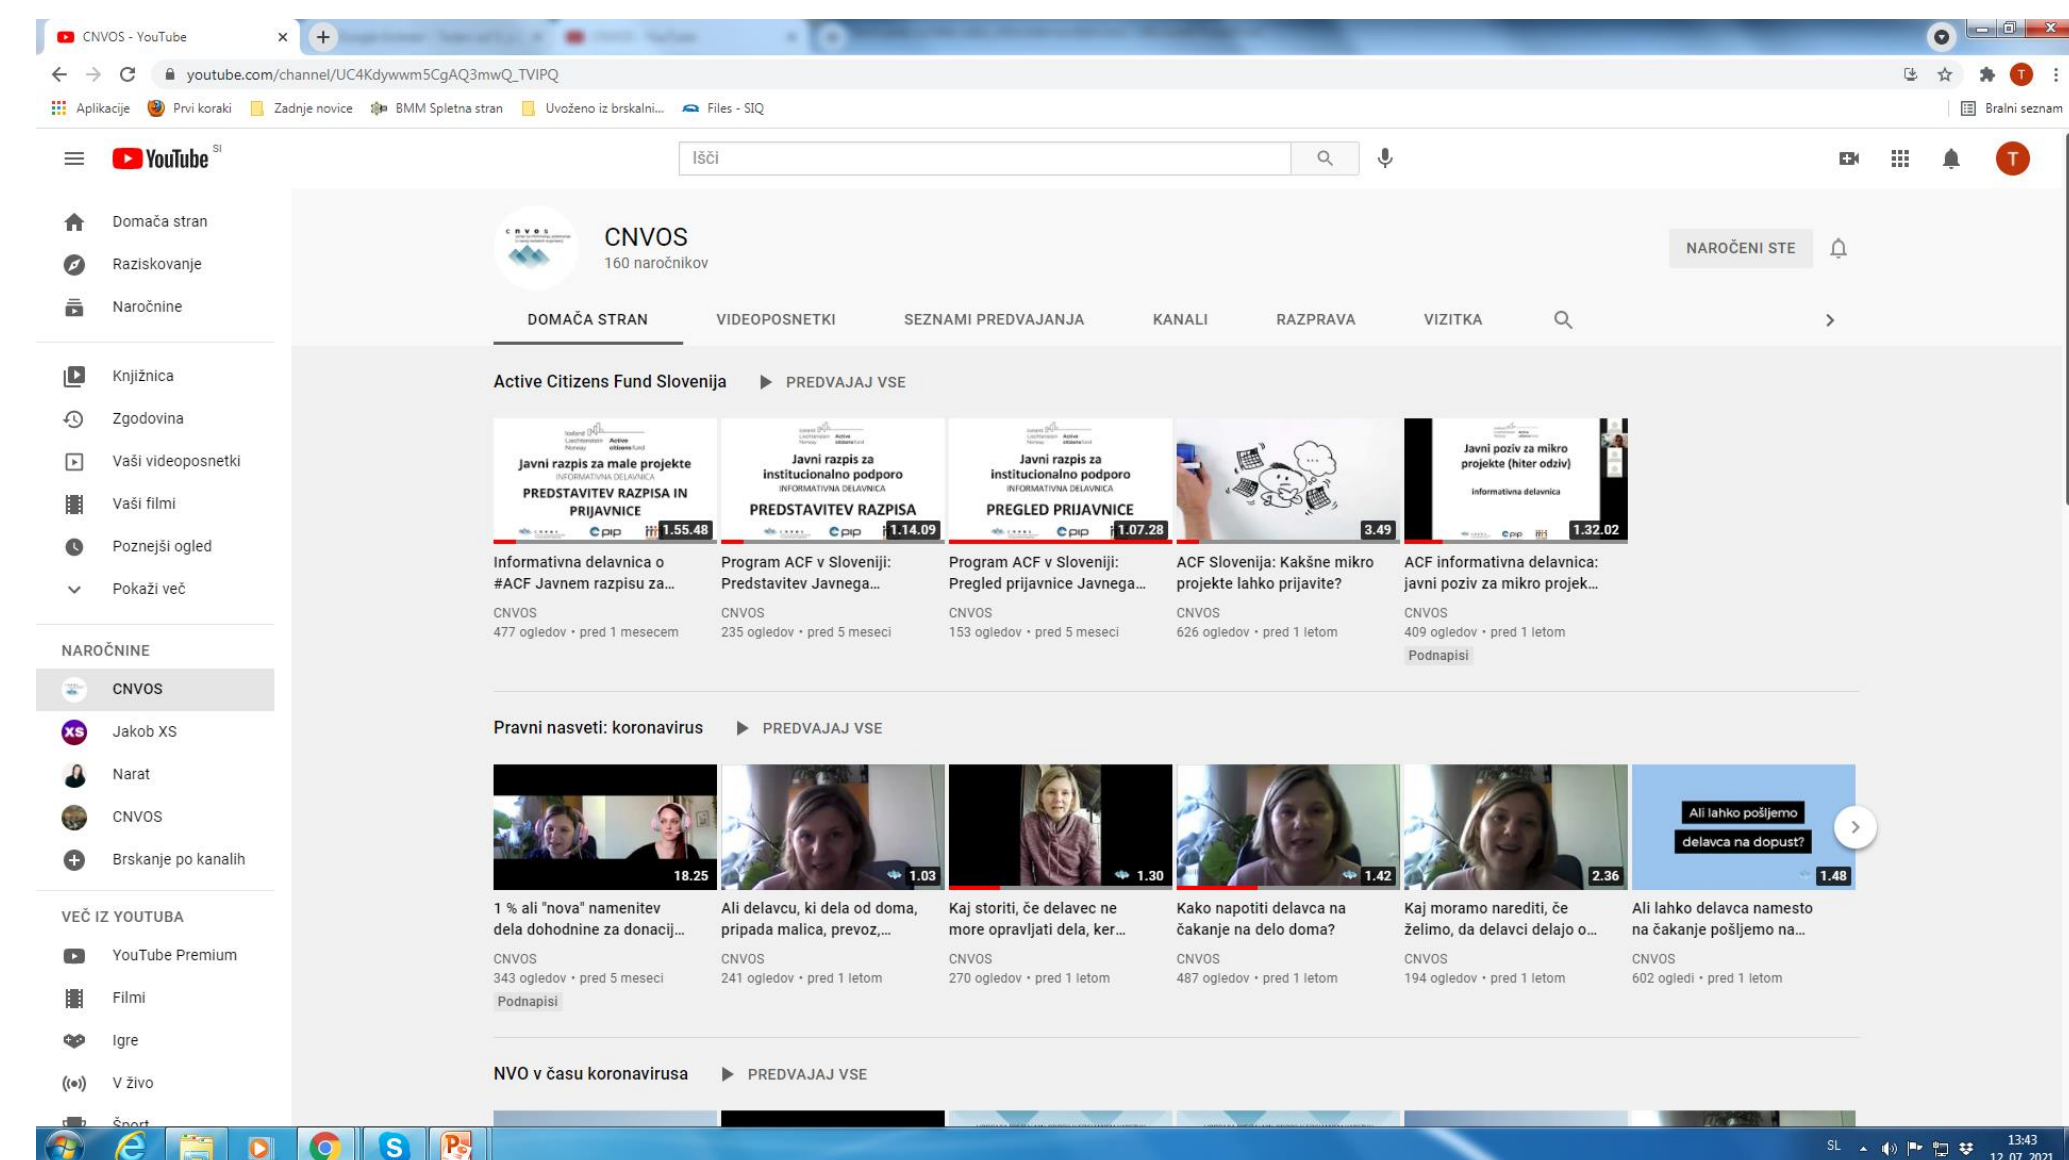 CNVOS - YouTube
youtube.com/channel/UC4Kdywwm5CgAQ3mwQ_TVIPQ
T
Aplikacije
Prvi koraki
Zadnje novice
BMM Spletna stran
Uvoženo iz brskalni...
Files - SIQ
Bralni seznam
YouTube SI
Išči
T
Domača stran
Raziskovanje
Naročnine
Knjižnica
Zgodovina
Vaši videoposnetki
Vaši filmi
Poznejši ogled
Pokaži več
NAROČNINE
CNVOS
XS
Jakob XS
Narat
CNVOS
Brskanje po kanalih
VEČ IZ YOUTUBA
YouTube Premium
Filmi
Igre
V živo
Šport
cnvos
CNVOS
160 naročnikov
NAROČENI STE
DOMAČA STRAN
VIDEOPOSNETKI
SEZNAMI PREDVAJANJA
KANALI
RAZPRAVA
VIZITKA
Active Citizens Fund Slovenija
PREDVAJAJ VSE
Iceland
Liechtenstein Active
Norway citizens fund
Javni razpis za male projekte
INFORMATIVNA DELAVNICA
PREDSTAVITEV RAZPISA IN
PRIJAVNICE
pip
1.55.48
Informativna delavnica o
#ACF Javnem razpisu za...
CNVOS
477 ogledov • pred 1 mesecem
Javni razpis za
institucionalno podporo
INFORMATIVNA DELAVNICA
PREDSTAVITEV RAZPISA
pip
1.14.09
Program ACF v Sloveniji:
Predstavitev Javnega...
CNVOS
235 ogledov • pred 5 meseci
Javni razpis za
institucionalno podporo
INFORMATIVNA DELAVNICA
PREGLED PRIJAVNICE
pip
1.07.28
Program ACF v Sloveniji:
Pregled prijavnice Javnega...
CNVOS
153 ogledov • pred 5 meseci
3.49
ACF Slovenija: Kakšne mikro
projekte lahko prijavite?
CNVOS
626 ogledov • pred 1 letom
Javni poziv za mikro
projekte (hiter odziv)
informativna delavnica
pip
1.32.02
ACF informativna delavnica:
javni poziv za mikro projek...
CNVOS
409 ogledov • pred 1 letom
Podnapisi
Pravni nasveti: koronavirus
PREDVAJAJ VSE
18.25
1 % ali "nova" namenitev
dela dohodnine za donacij...
CNVOS
343 ogledov • pred 5 meseci
Podnapisi
1.03
Ali delavcu, ki dela od doma,
pripada malica, prevoz,...
CNVOS
241 ogledov • pred 1 letom
1.30
Kaj storiti, če delavec ne
more opravljati dela, ker...
CNVOS
270 ogledov • pred 1 letom
1.42
Kako napotiti delavca na
čakanje na delo doma?
CNVOS
487 ogledov • pred 1 letom
2.36
Kaj moramo narediti, če
želimo, da delavci delajo o...
CNVOS
194 ogledov • pred 1 letom
Ali lahko pošljemo
delavca na dopust?
1.48
Ali lahko delavca namesto
na čakanje pošljemo na...
CNVOS
602 ogledi • pred 1 letom
NVO v času koronavirusa
PREDVAJAJ VSE
SL
13:43
12. 07. 2021